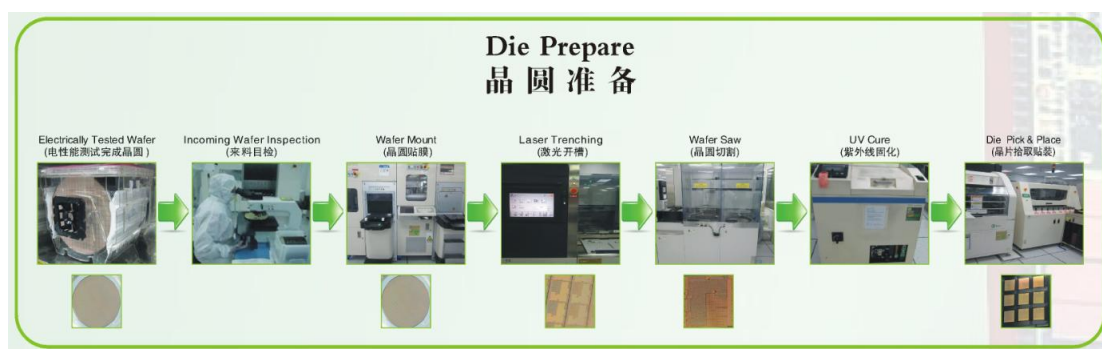 Die Prepare
晶圆准备
Electrically Tested Wafer
(电性能测试完成晶圆)
Incoming Wafer Inspection
(来料目检)
Wafer Mount
(晶圆贴膜)
Laser Trenching
(激光开槽)
Wafer Saw
(晶圆切割)
UV Cure
(紫外线固化)
Die Pick & Place
(晶片拾取贴装)